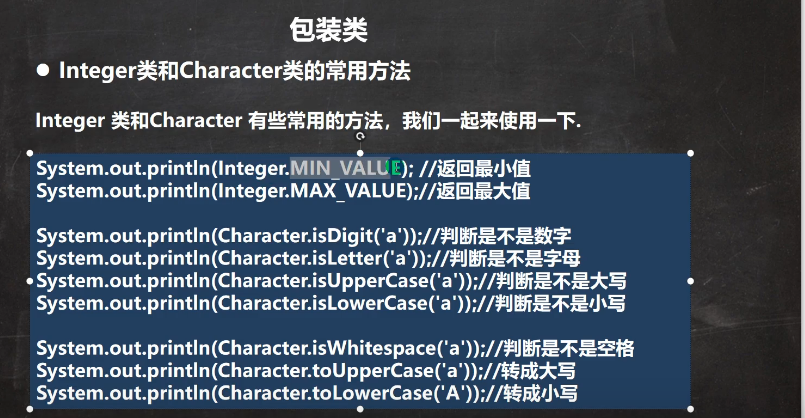 包装类
● Integer类和Character类的常用方法
Integer 类和Character 有些常用的方法，我们一起来使用一下.
System.out.println(Integer.MIN_VALUE); //返回最小值
System.out.println(Integer.MAX_VALUE);//返回最大值
System.out.println(Character.isDigit('a'));//判断是不是数字
System.out.println(Character.isLetter('a'));//判断是不是字母
System.out.println(Character.isUpperCase('a'));//判断是不是大写
System.out.println(Character.isLowerCase('a'));//判断是不是小写
System.out.println(Character.isWhitespace('a'));//判断是不是空格
System.out.println(Character.toUpperCase('a'));//转成大写
System.out.println(Character.toLowerCase('A'));//转成小写